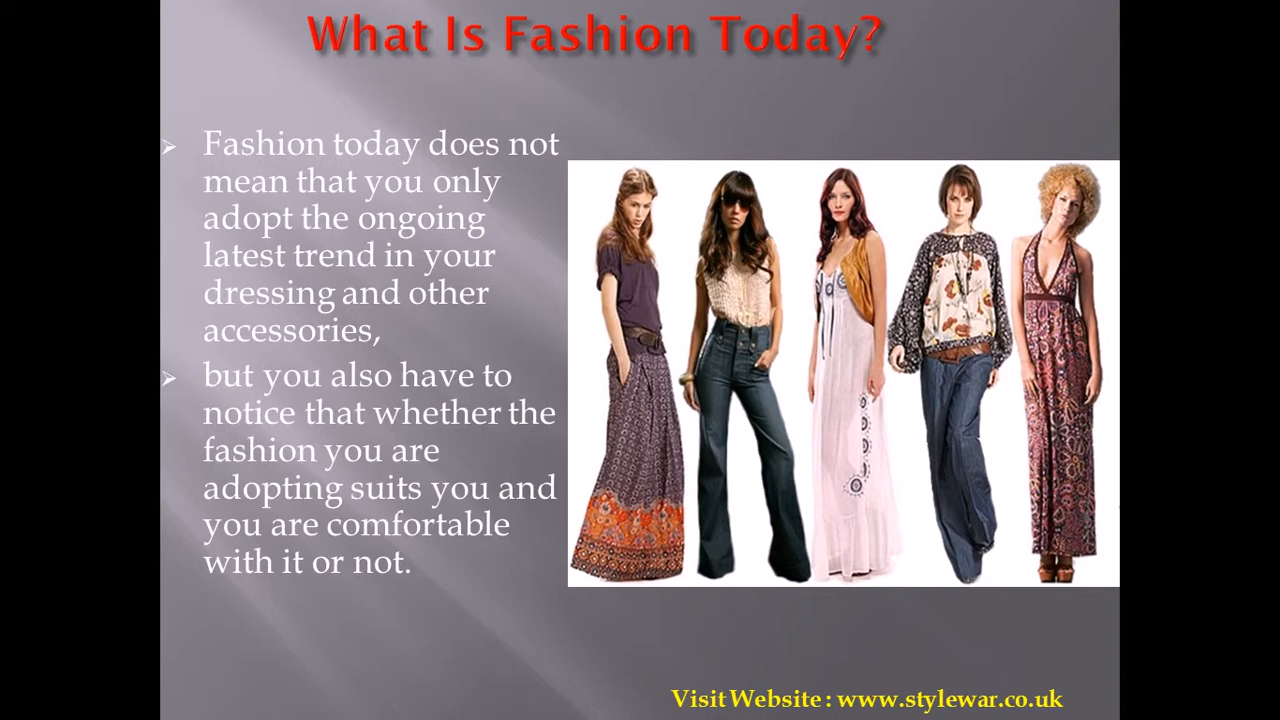 What Is Fashion Today?
➢ Fashion today does not
mean that you only
adopt the ongoing
latest trend in your
dressing and other
accessories,
➢ but you also have to
notice that whether the
fashion you are
adopting suits you and
you are comfortable
with it or not.
Visit Website : www.stylewar.co.uk